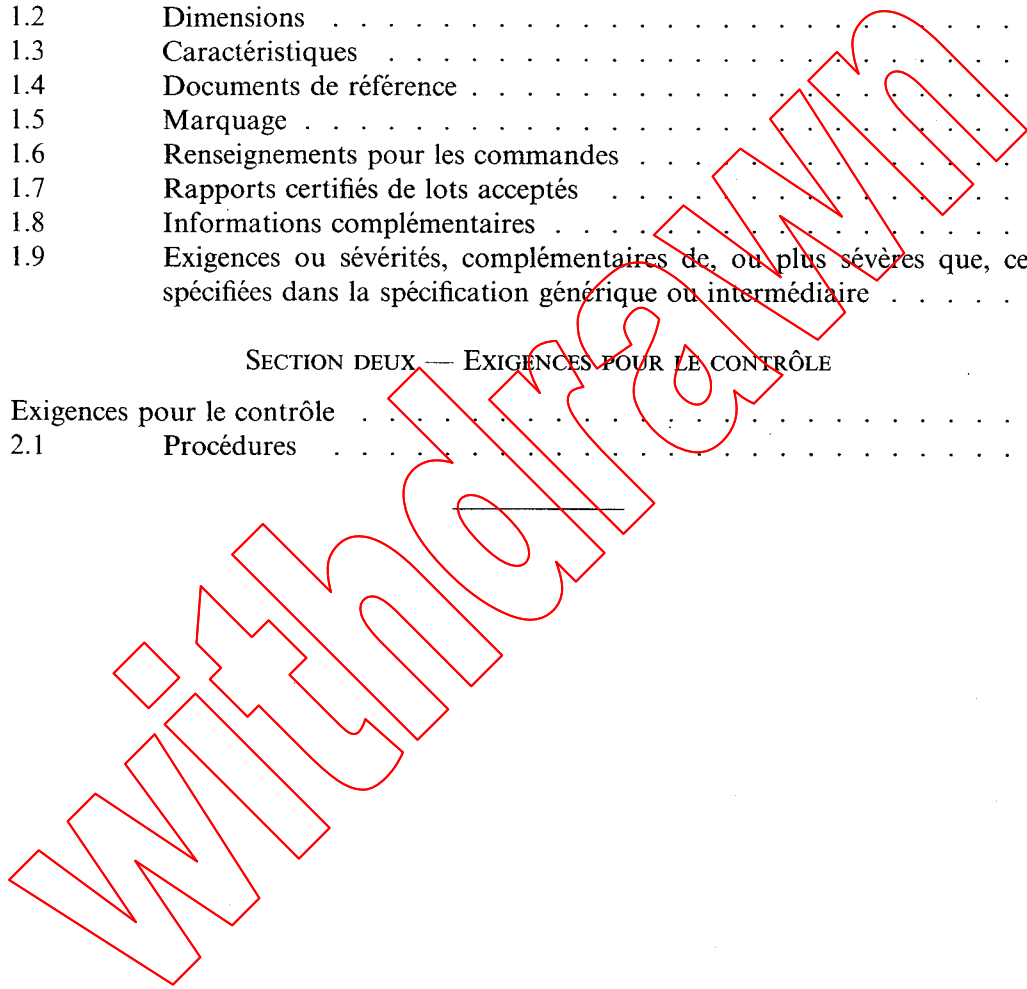 1.2 Dimensions . . . . . . . . . . . . . . . . . . . . . . . . .
1.3 Caractéristiques . . . . . . . . . . . . . . . . . . . . . . .
1.4 Documents de référence . . . . . . . . . . . . . . . . . . . .
1.5 Marquage . . . . . . . . . . . . . . . . . . . . . . . . . .
1.6 Renseignements pour les commandes . . . . . . . . . . . . . .
1.7 Rapports certifiés de lots acceptés . . . . . . . . . . . . . . .
1.8 Informations complémentaires . . . . . . . . . . . . . . . . .
1.9 Exigences ou sévérités, complémentaires de, ou plus sévères que, ce
spécifiées dans la spécification générique ou intermédiaire . . . . .
SECTION DEUX — EXIGENCES POUR LE CONTRÔLE
Exigences pour le contrôle . . . . . . . . . . . . . . . . . . . . . . . .
2.1 Procédures . . . . . . . . . . . . . . . . . . . . . . . . .
withdrawn